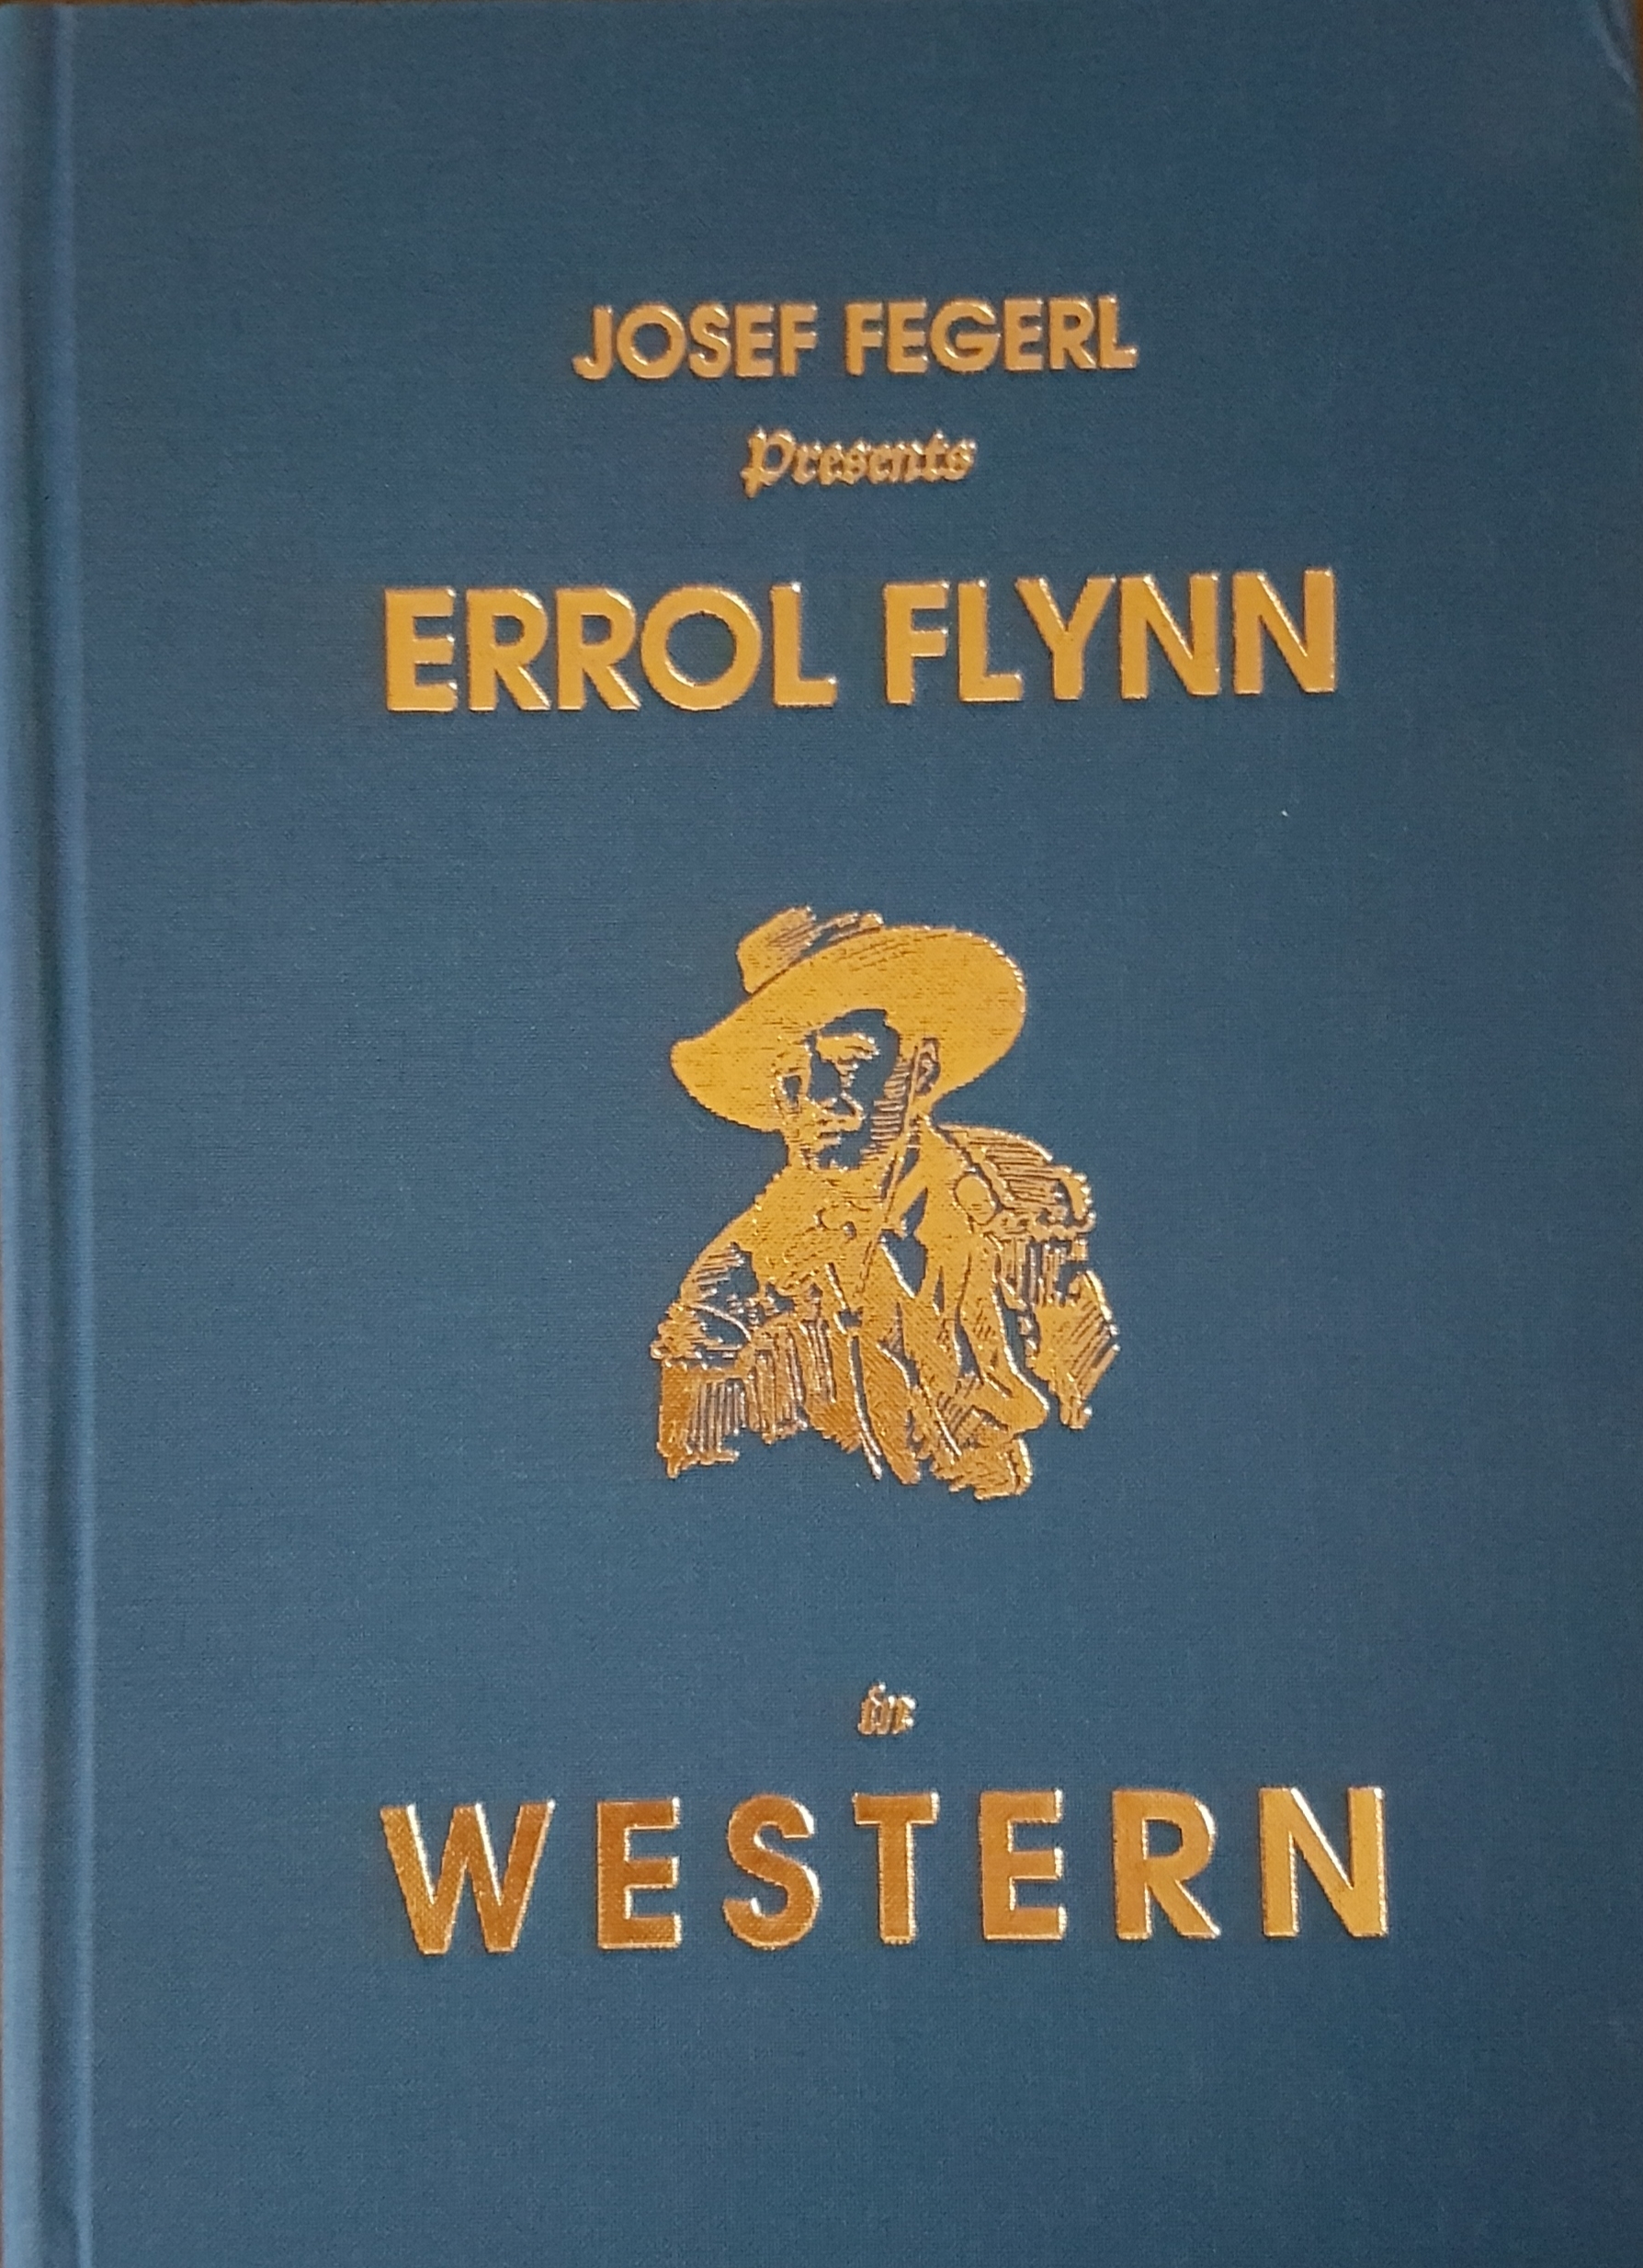 JOSEF FEGERL
Presents
ERROL FLYNN
in
WESTERN